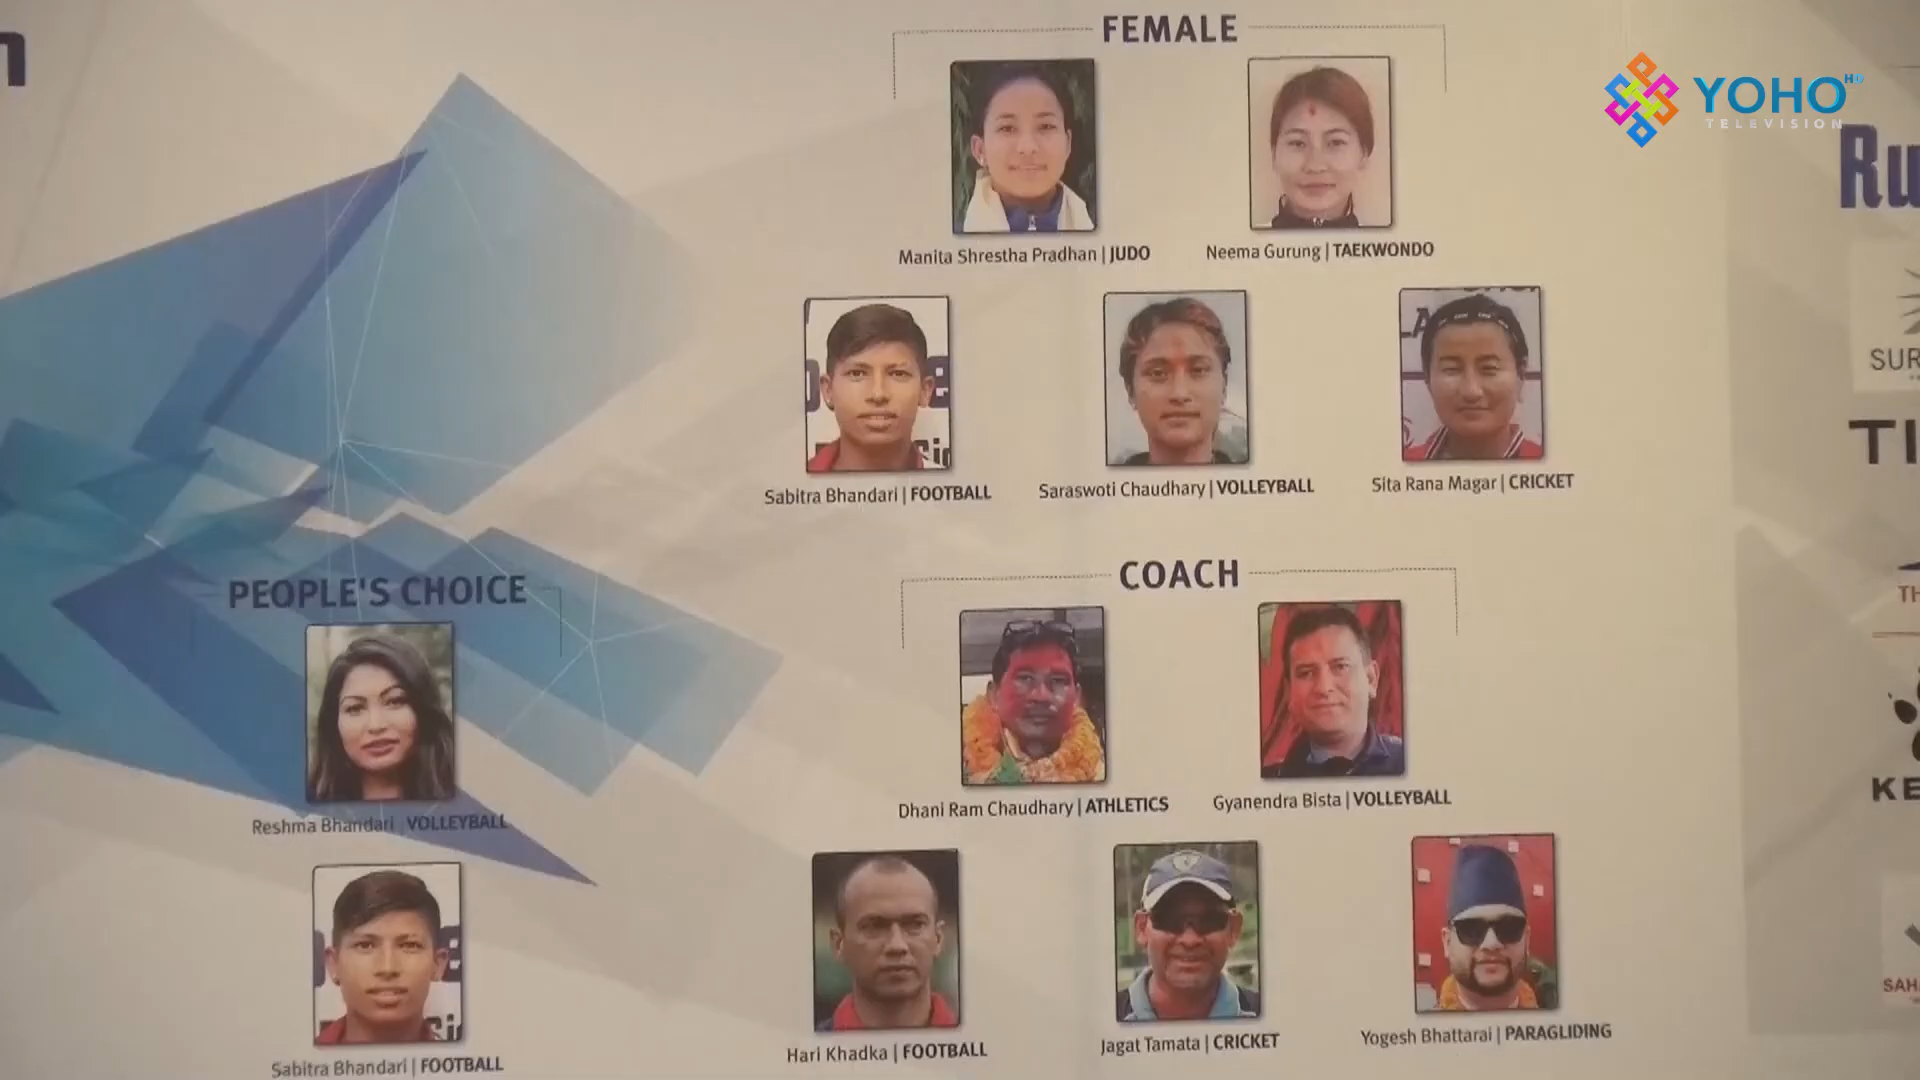 FEMALE
YOHO HD
TELEVISION
Manita Shrestha Pradhan | JUDO
Neema Gurung | TAEKWONDO
Sabitra Bhandari | FOOTBALL
Saraswoti Chaudhary | VOLLEYBALL
Sita Rana Magar | CRICKET
PEOPLE'S CHOICE
Reshma Bhandari | VOLLEYBALL
Sabitra Bhandari | FOOTBALL
COACH
Dhani Ram Chaudhary | ATHLETICS
Gyanendra Bista | VOLLEYBALL
Hari Khadka | FOOTBALL
Jagat Tamata | CRICKET
Yogesh Bhattarai | PARAGLIDING